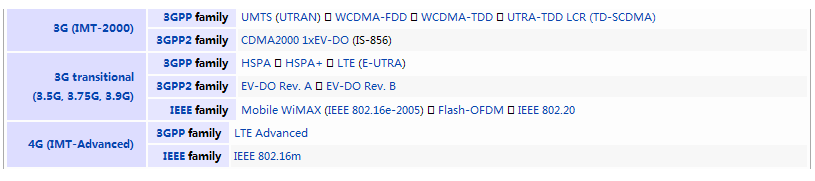 3G (IMT-2000)
3GPP family UMTS (UTRAN) □ WCDMA-FDD □ WCDMA-TDD □ UTRA-TDD LCR (TD-SCDMA)
3GPP2 family CDMA2000 1xEV-DO (IS-856)
3G transitional
(3.5G, 3.75G, 3.9G)
3GPP family HSPA □ HSPA+ □ LTE (E-UTRA)
3GPP2 family EV-DO Rev. A □ EV-DO Rev. B
IEEE family Mobile WiMAX (IEEE 802.16e-2005) □ Flash-OFDM □ IEEE 802.20
4G (IMT-Advanced)
3GPP family LTE Advanced
IEEE family IEEE 802.16m